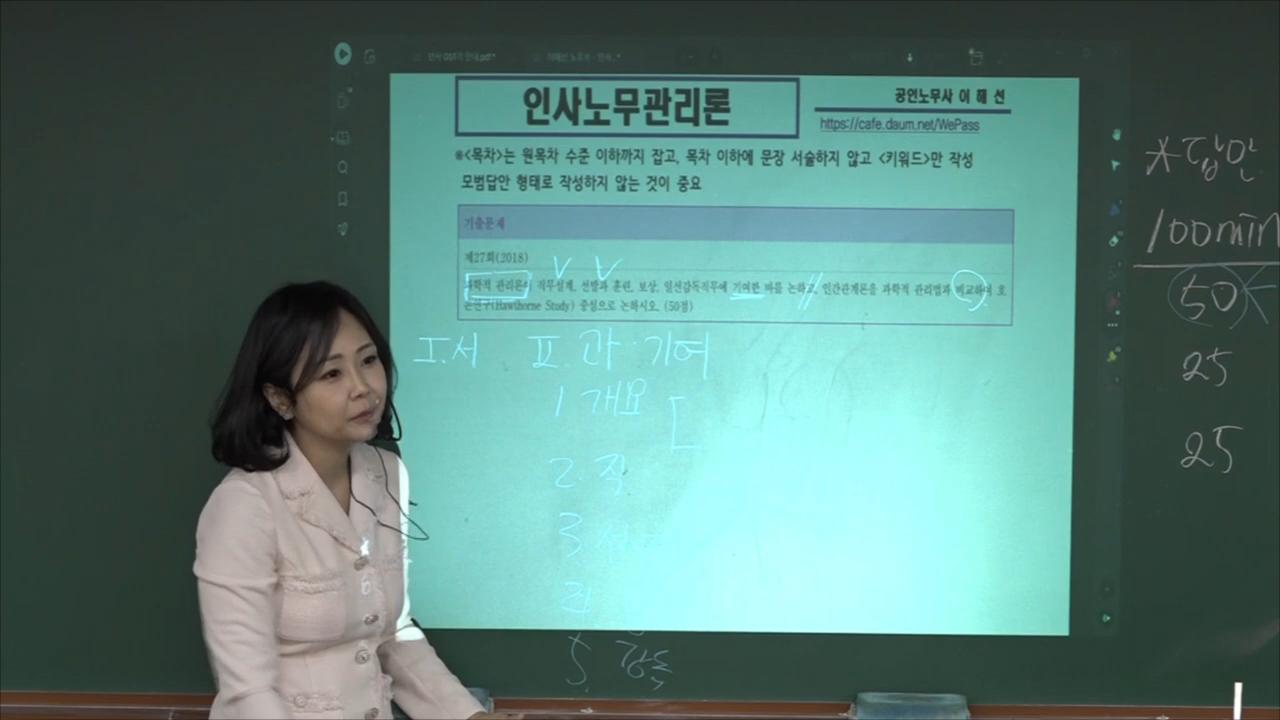 인사노무관리론
공인노무사 이 해 선
https://cafe.daum.net/WePass
※<목차>는 원목차 수준 이하까지 잡고, 목차 이하에 문장 서술하지 않고 <키워드>만 작성
모범답안 형태로 작성하지 않는 것이 중요
기출문제
제27회(2018)
과학적 관리론이 직무설계, 선발과 훈련, 보상, 일선감독직무에 기여한 바를 논하고, 인간관계론을 과학적 관리법과 비교하여 호
손연구(Hawthorne Study) 중심으로 논하시오. (50점)
I.서 II. 과·기여
1 개요
2. 직
3 선
5. 감독
*답안
100min
50
25
25